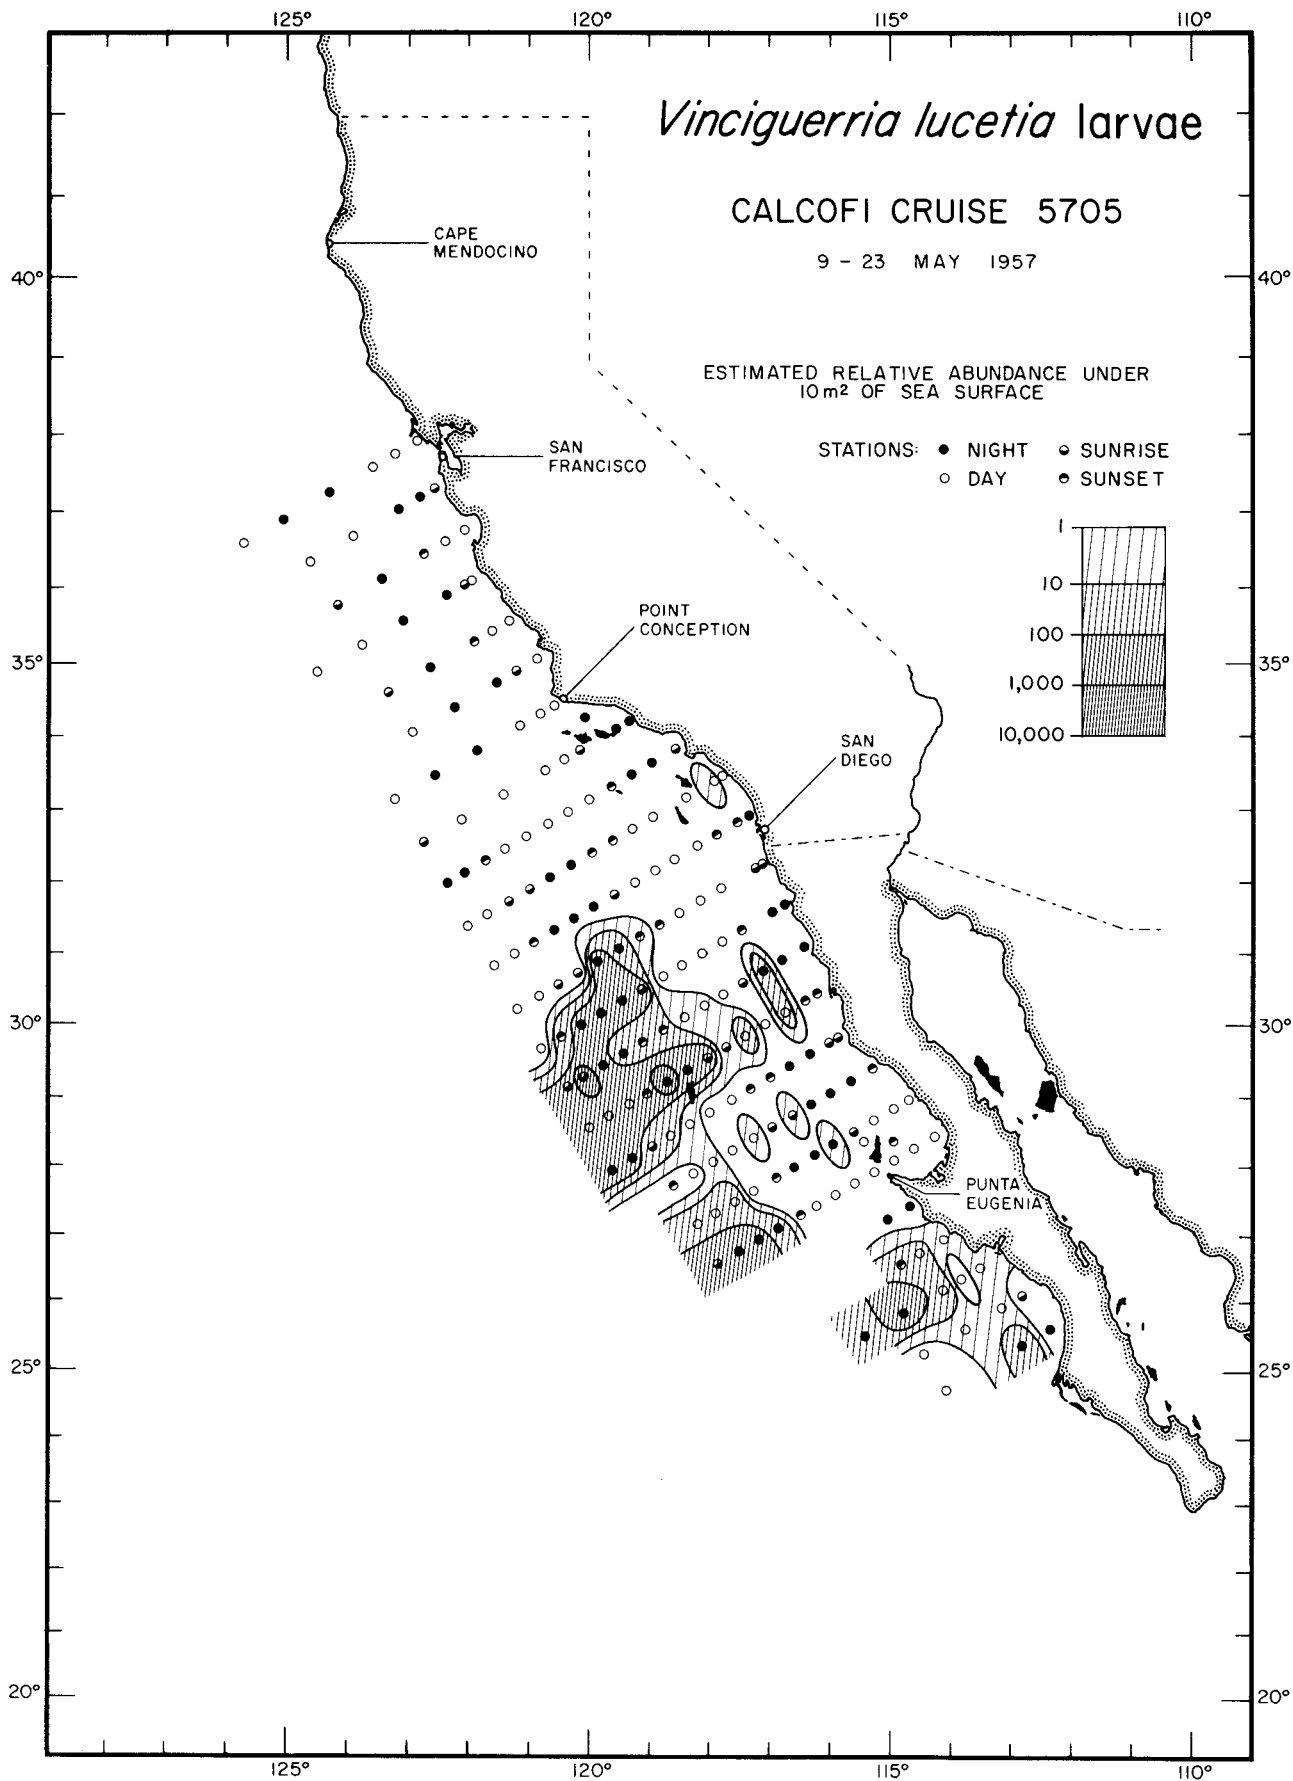 125° 120° 115° 110°
Vinciguerria lucetia larvae
CALCOFI CRUISE 5705
9 - 23 MAY 1957
CAPE
MENDOCINO
40° 40°
ESTIMATED RELATIVE ABUNDANCE UNDER
10 m² OF SEA SURFACE
STATIONS: NIGHT SUNRISE
DAY SUNSET
SAN
FRANCISCO
1
10
100
1,000
10,000
POINT
CONCEPTION
35° 35°
SAN
DIEGO
30° 30°
PUNTA
EUGENIA
25° 25°
20° 20°
125° 120° 115° 110°